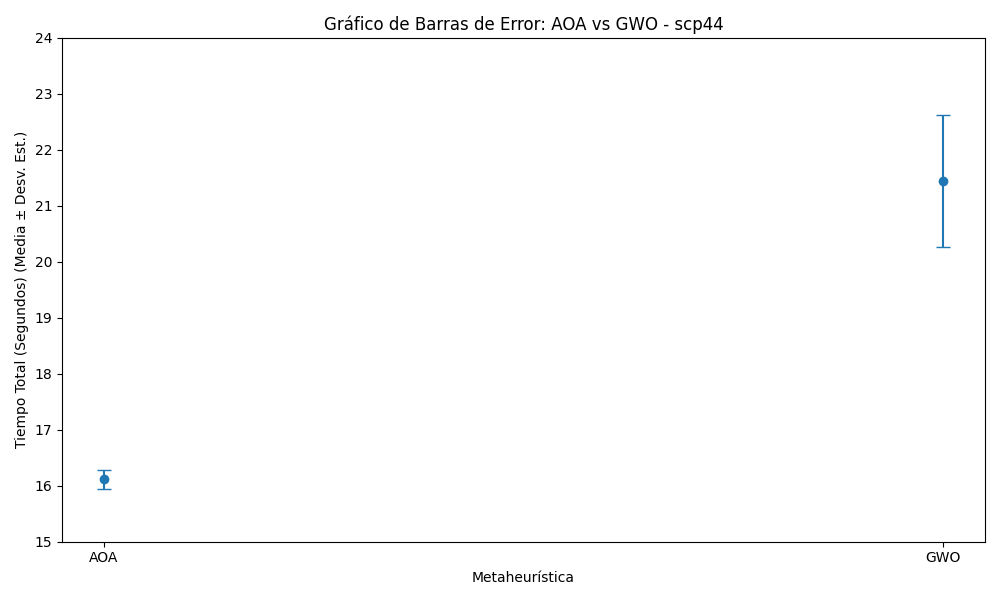 Gráfico de Barras de Error: AOA vs GWO - scp44
Tiempo Total (Segundos) (Media ± Desv. Est.)
24
23
22
21
20
19
18
17
16
15
AOA
GWO
Metaheurística